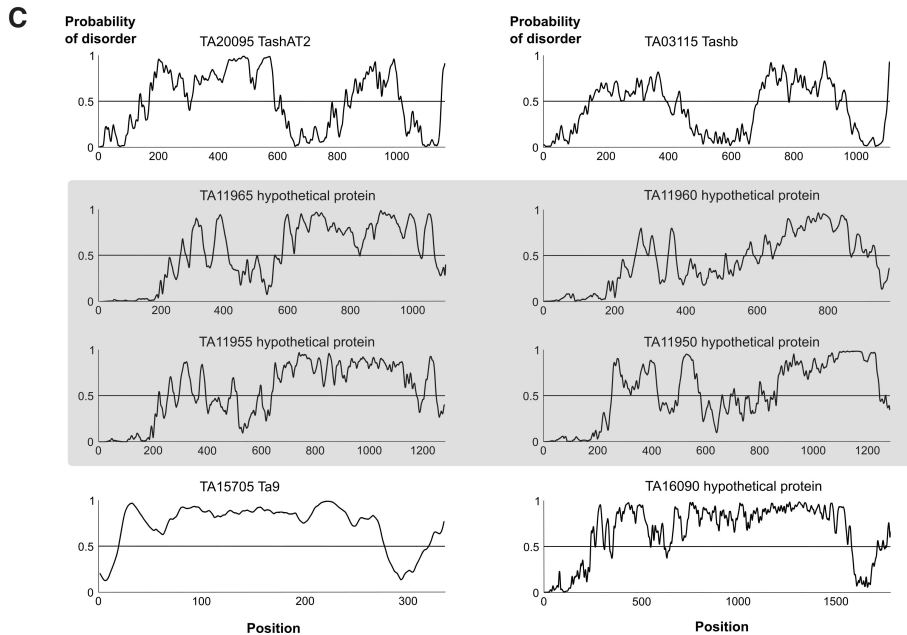 C
Probability
of disorder
TA20095 TashAT2
1
0.5
0
0 200 400 600 800 1000
Probability
of disorder
TA03115 Tashb
1
0.5
0
0 200 400 600 800 1000
TA11965 hypothetical protein
1
0.5
0
0 200 400 600 800 1000
TA11960 hypothetical protein
1
0.5
0
0 200 400 600 800
TA11955 hypothetical protein
1
0.5
0
0 200 400 600 800 1000 1200
TA11950 hypothetical protein
1
0.5
0
0 200 400 600 800 1000 1200
TA15705 Ta9
1
0.5
0
0 100 200 300
Position
TA16090 hypothetical protein
1
0.5
0
0 500 1000 1500
Position